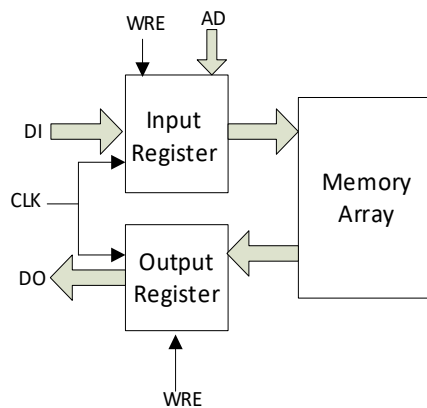 WRE
AD
DI
Input
Register
CLK
Memory
Array
DO
Output
Register
WRE